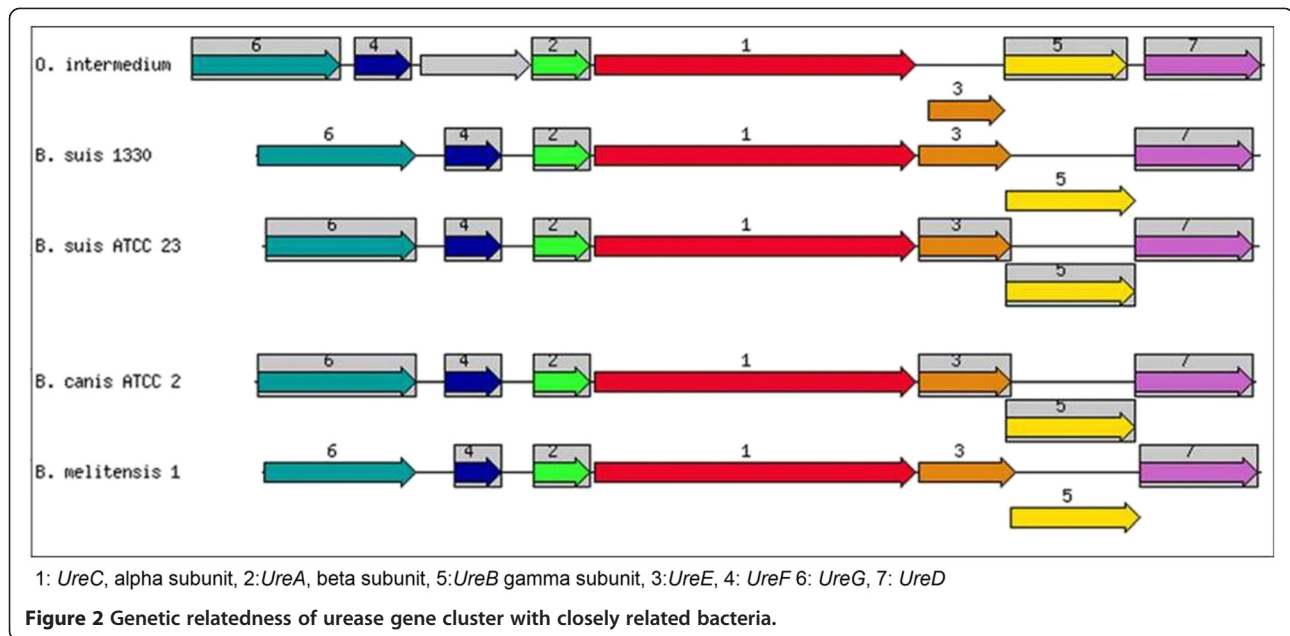 6 4 2 1 5 7
O. intermedium
3
6 4 2 1 3 7
B. suis 1330
5
6 4 2 1 3 7
B. suis ATCC 23
5
6 4 2 1 3 7
B. canis ATCC 2
5
6 4 2 1 3 7
B. melitensis 1
5
1: UreC, alpha subunit, 2:UreA, beta subunit, 5:UreB gamma subunit, 3:UreE, 4: UreF 6: UreG, 7: UreD
Figure 2 Genetic relatedness of urease gene cluster with closely related bacteria.